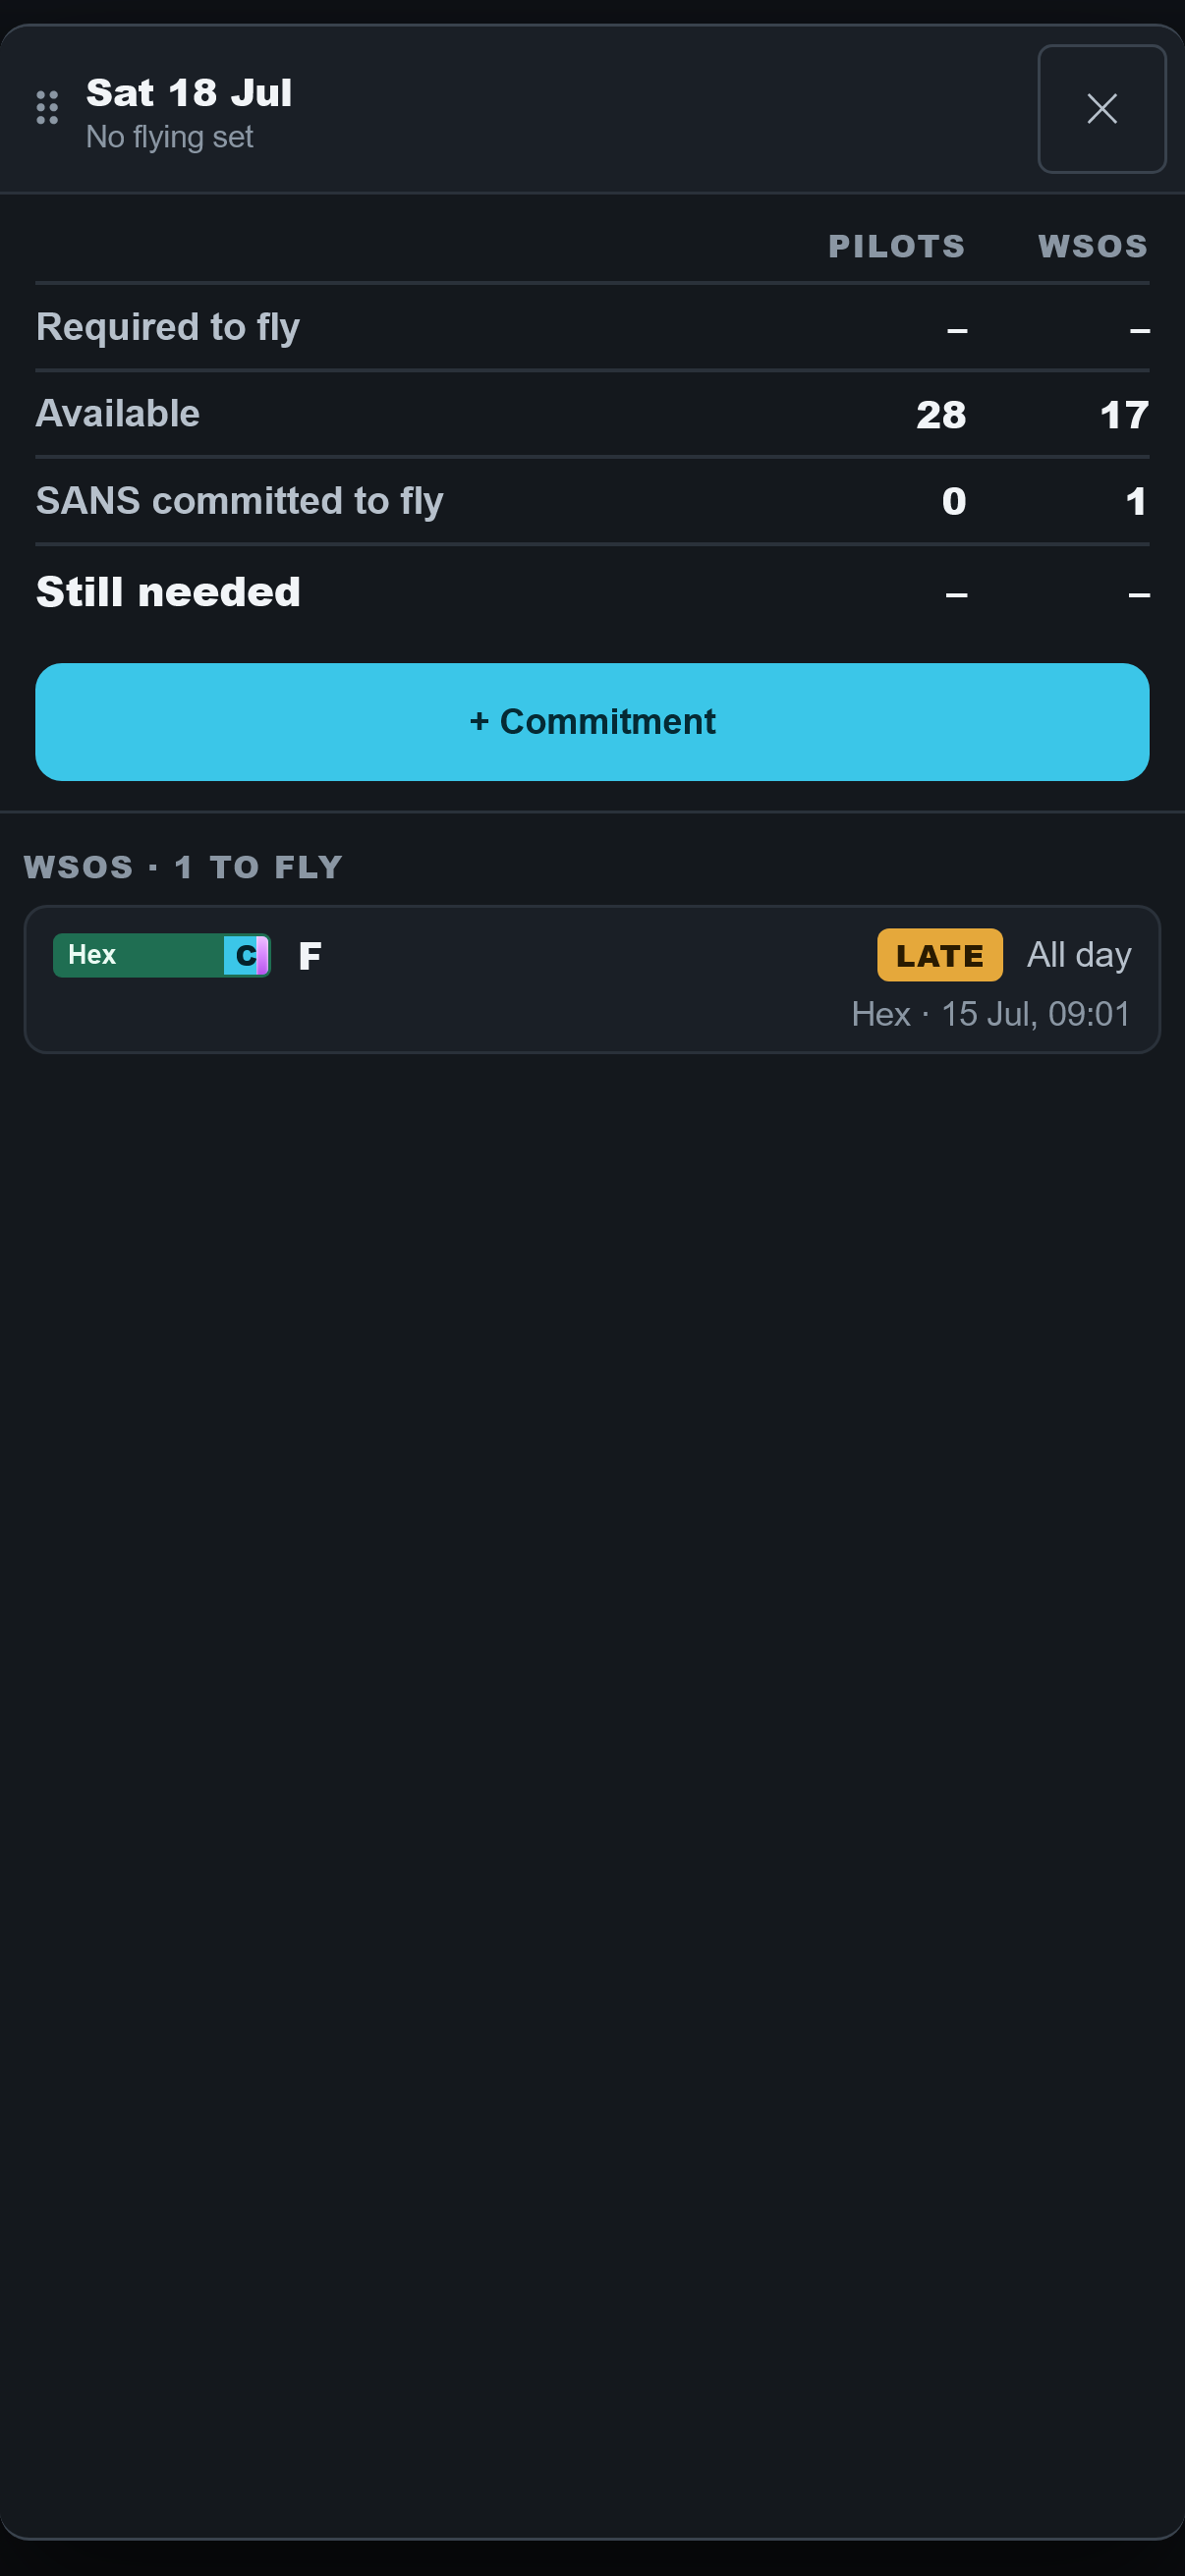 Sat 18 Jul
No flying set
PILOTS WSOS
Required to fly – –
Available 28 17
SANS committed to fly 0 1
Still needed – –
+ Commitment
WSOS · 1 TO FLY
Hex C F LATE All day
Hex · 15 Jul, 09:01